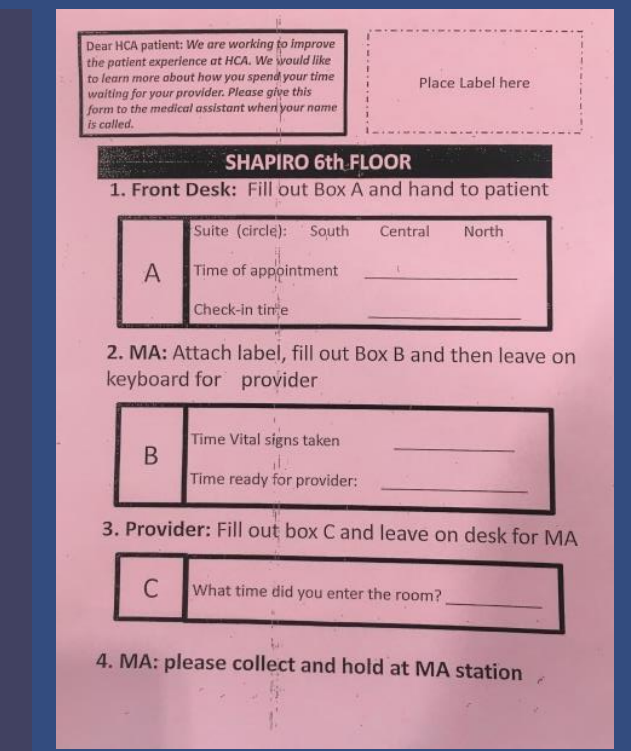 Dear HCA patient: We are working to improve
the patient experience at HCA. We would like
to learn more about how you spend your time
waiting for your provider. Please give this
form to the medical assistant when your name
is called.
Place Label here
SHAPIRO 6th FLOOR
1. Front Desk: Fill out Box A and hand to patient
A
Suite (circle): South Central North
Time of appointment
Check-in time
2. MA: Attach label, fill out Box B and then leave on
keyboard for provider
B
Time Vital signs taken
Time ready for provider:
3. Provider: Fill out box C and leave on desk for MA
C
What time did you enter the room?
4. MA: please collect and hold at MA station